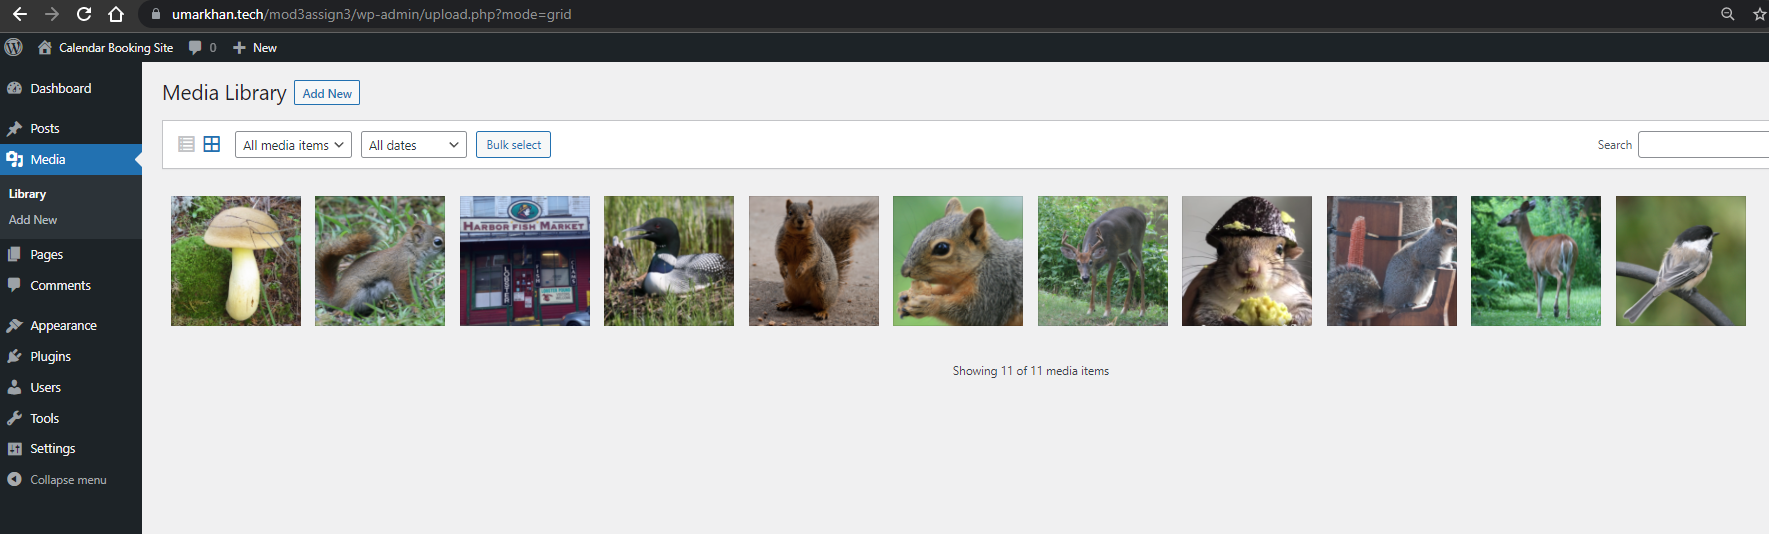 umarkhan.tech/mod3assign3/wp-admin/upload.php?mode=grid
Calendar Booking Site 0 New
Dashboard
Posts
Media
Library
Add New
Pages
Comments
Appearance
Plugins
Users
Tools
Settings
Collapse menu
Media Library Add New
All media items All dates Bulk select Search
HARBOR FISH MARKET
LOBSTER
Showing 11 of 11 media items